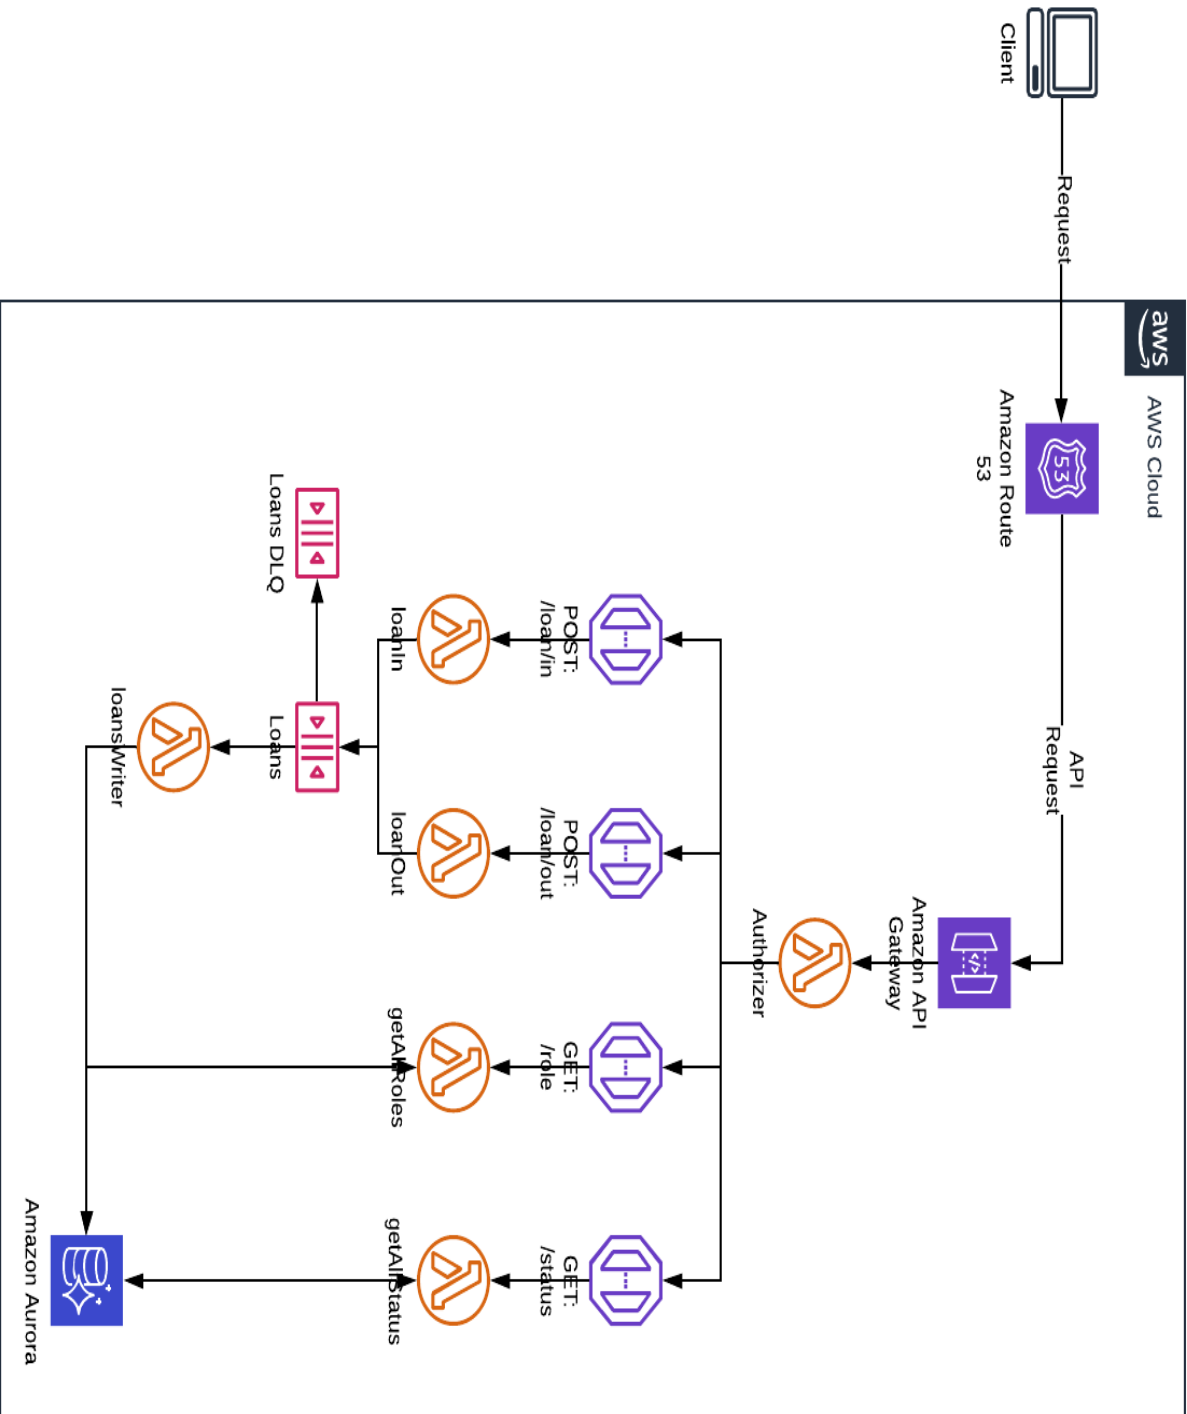 aws
AWS Cloud
Client
Request
53
Amazon Route
53
API
Request
</>
Amazon API
Gateway
Authorizer
POST:
/loan/in
POST:
/loan/out
GET:
/role
GET:
/status
loanIn
loanOut
getAllRoles
getAllStatus
Loans DLQ
Loans
loansWriter
Amazon Aurora